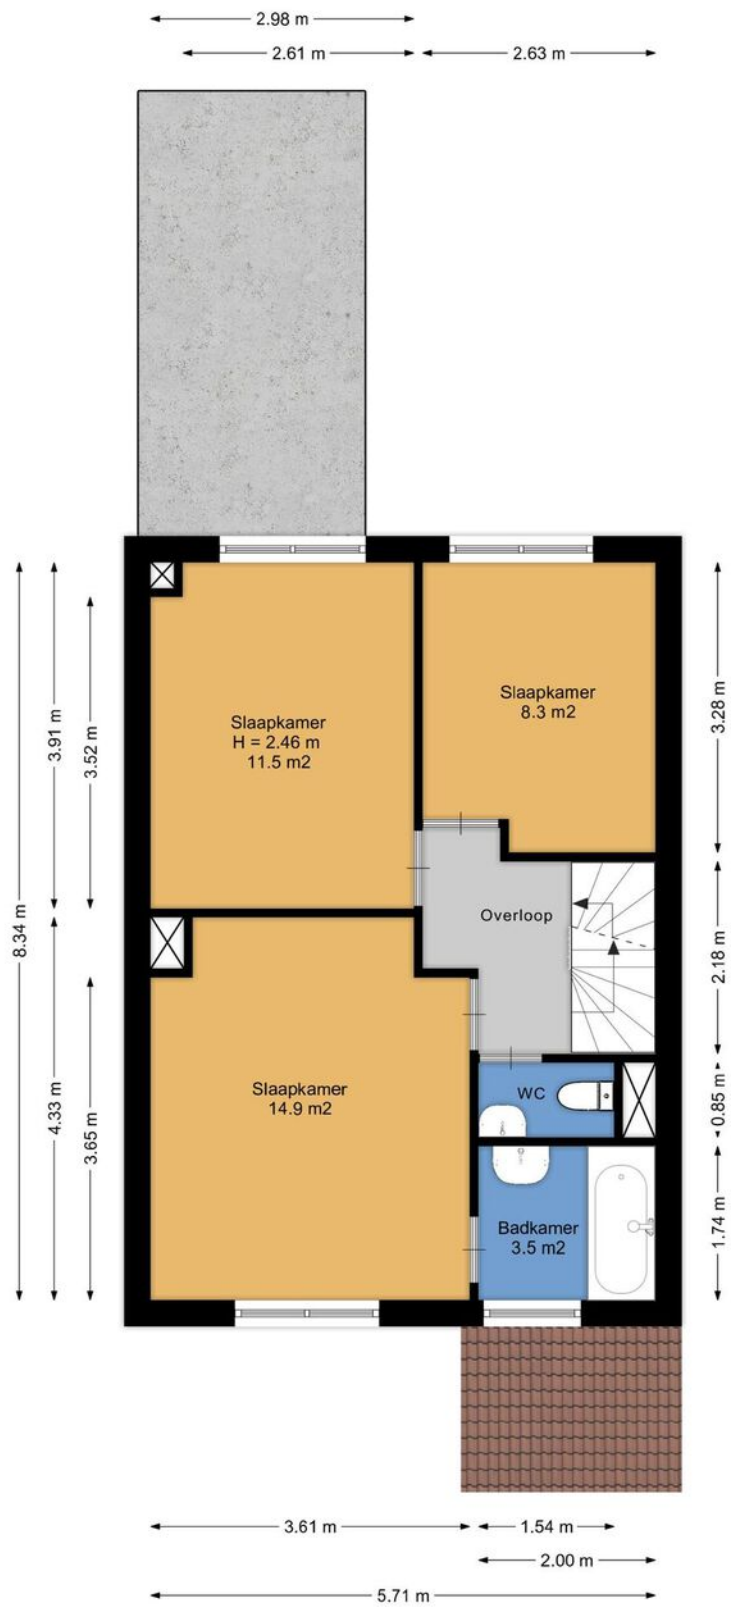 2.98 m
2.61 m
2.63 m
Slaapkamer
8.3 m2
Slaapkamer
H = 2.46 m
11.5 m2
3.91 m
3.52 m
3.28 m
8.34 m
Overloop
2.18 m
Slaapkamer
14.9 m2
WC
0.85 m
4.33 m
3.65 m
Badkamer
3.5 m2
1.74 m
3.61 m
1.54 m
2.00 m
5.71 m